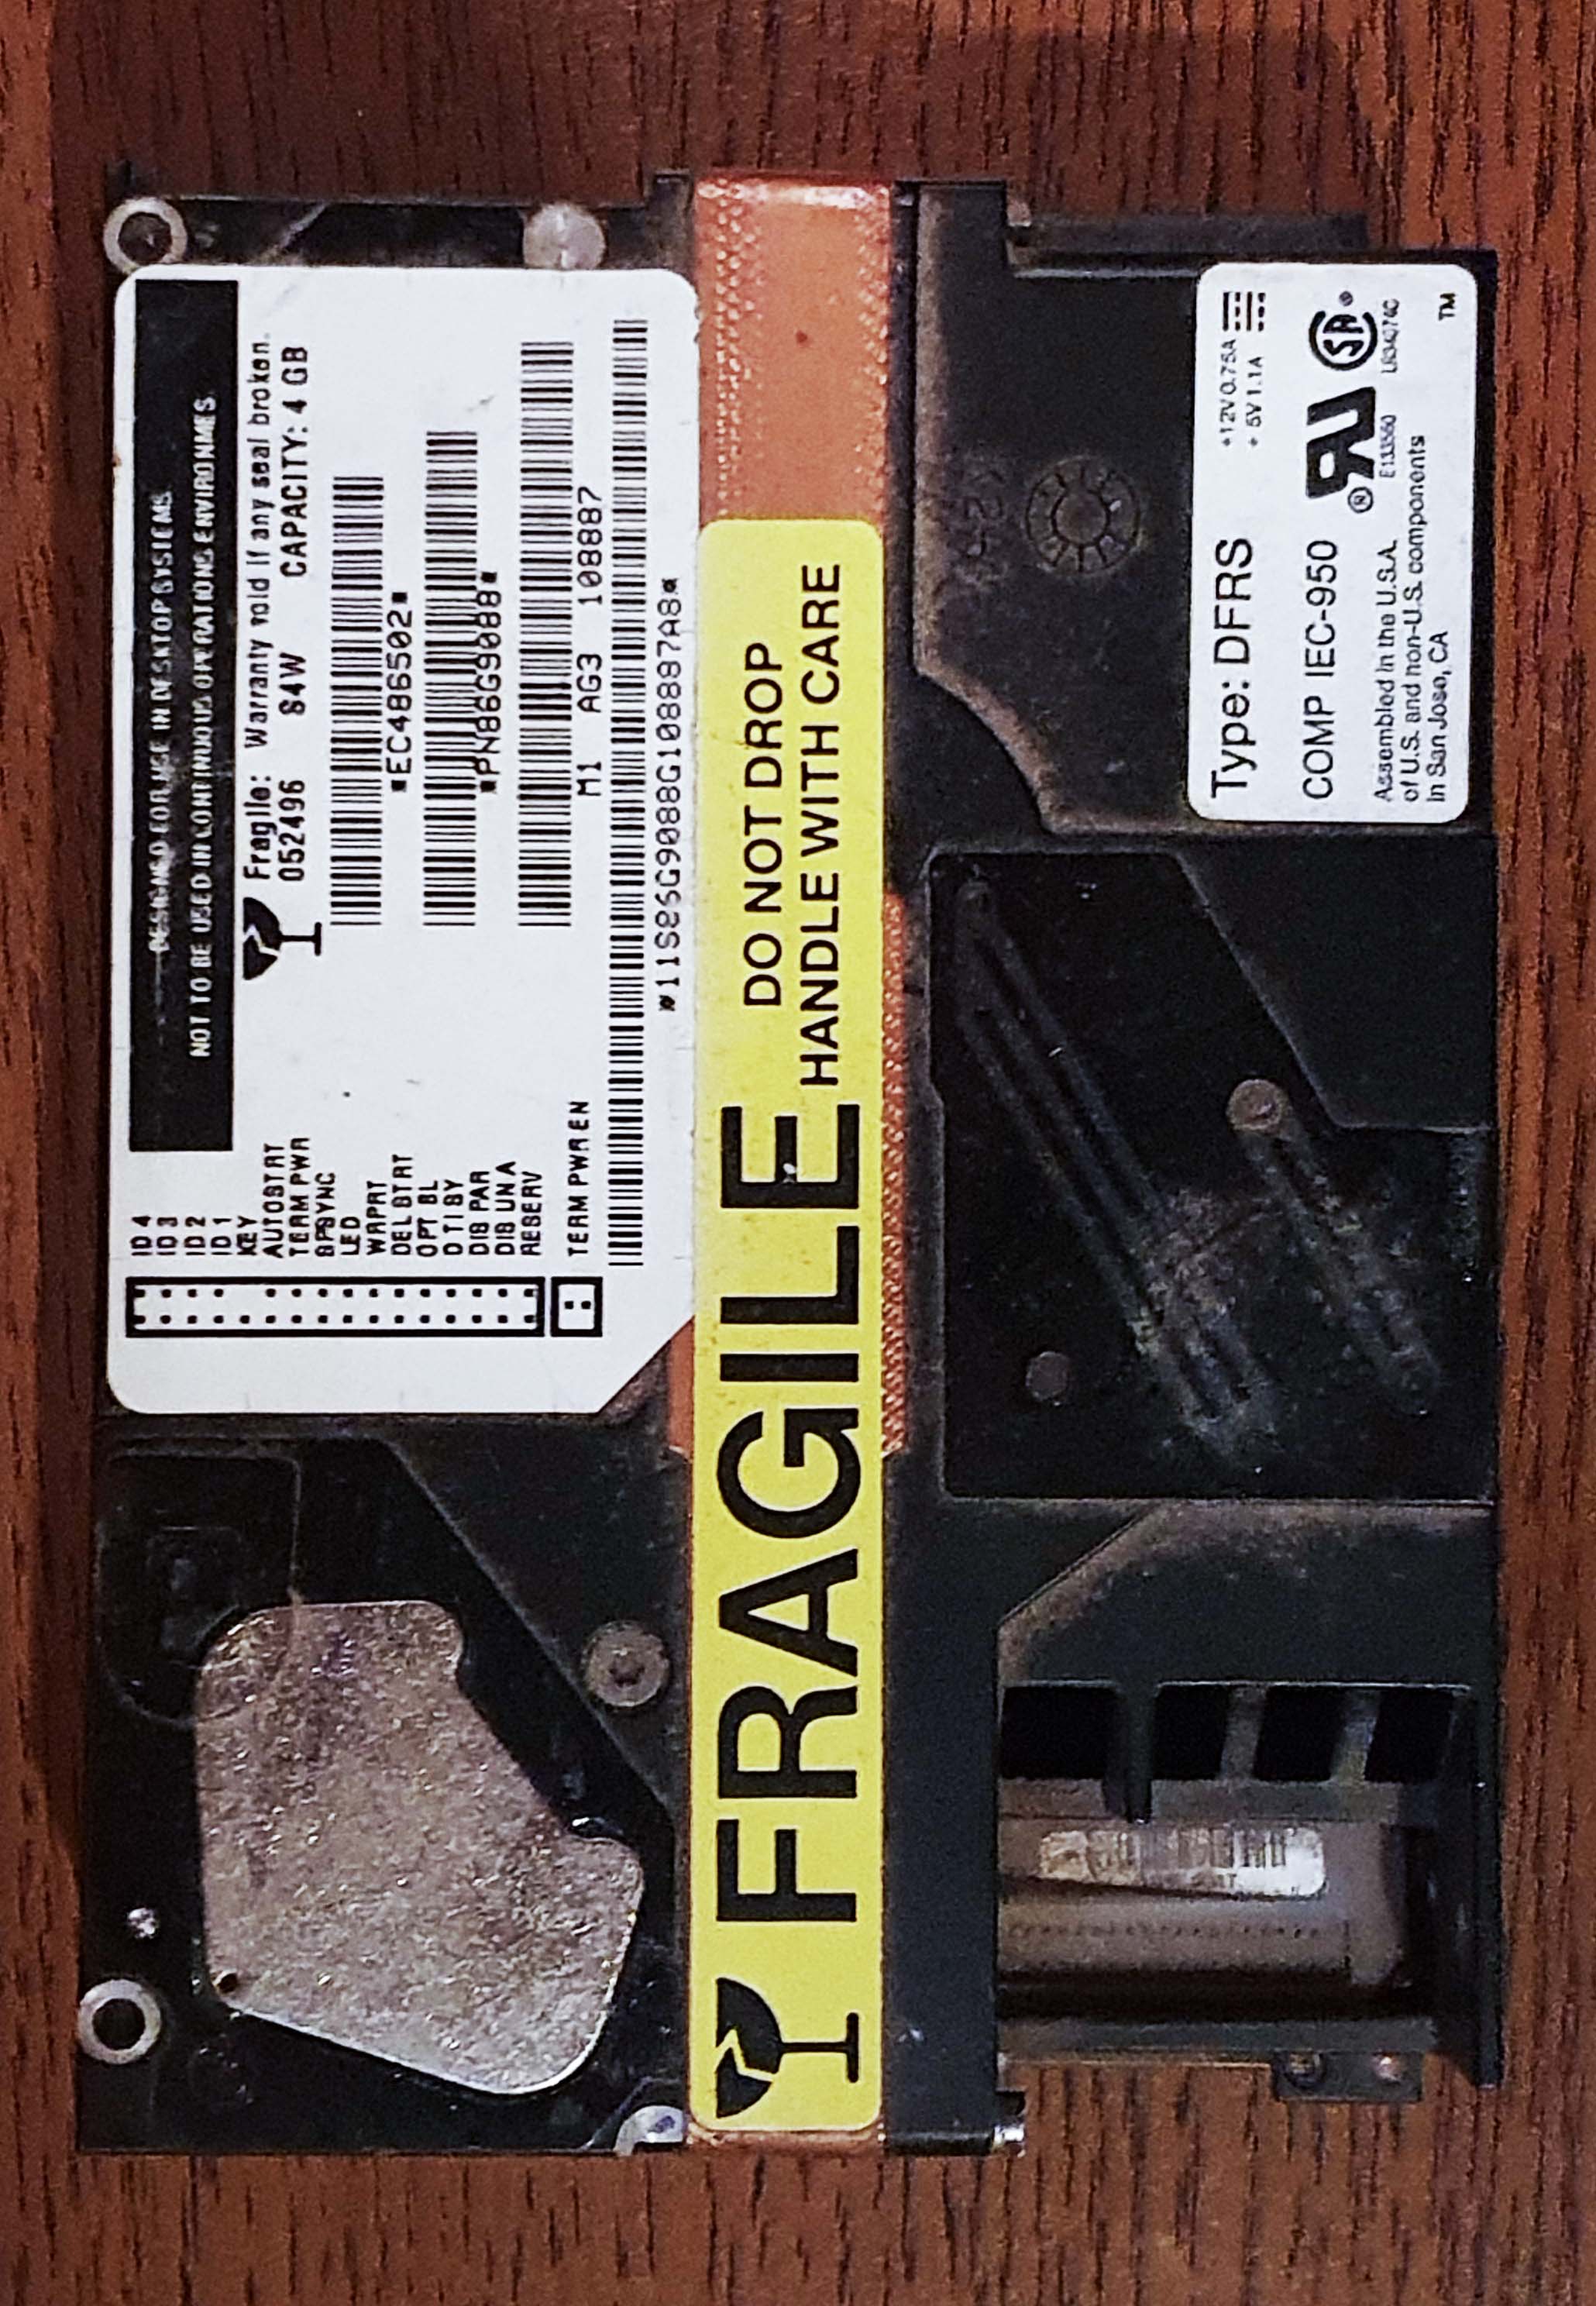 DESIGNED FOR USE IN DESKTOP SYSTEMS
NOT TO BE USED IN CONTINUOUS OPERATIONS ENVIRONMES
Fragile: Warranty void if any seal broken.
052496 S4W CAPACITY: 4 GB
*EC486502*
*PN86G9088*
M1 AG3 108887
*11S86G9088G108887A8*
ID 4
ID 3
ID 2
ID 1
KEY
AUTOSTRT
TERM PWR
SPSYNC
LED
WRPRT
DEL STRT
OPT BL
D TI SY
DIS PAR
DIS UN A
RESERV
TERM PWR EN
FRAGILE
DO NOT DROP
HANDLE WITH CARE
Type: DFRS
+12V 0.75A
+ 5V 1.1A
COMP IEC-950
E133560
LR34074C
Assembled in the U.S.A.
of U.S. and non-U.S. components
in San Jose, CA
TM